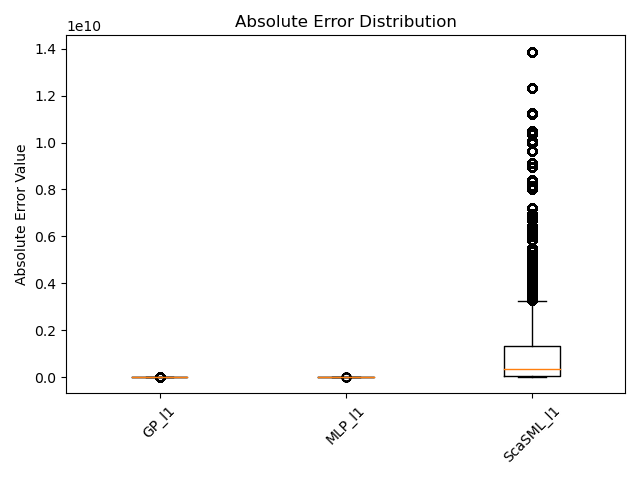 Absolute Error Distribution
1e10
1.4
1.2
1.0
0.8
0.6
0.4
0.2
0.0
Absolute Error Value
GP_l1
MLP_l1
ScaSML_l1